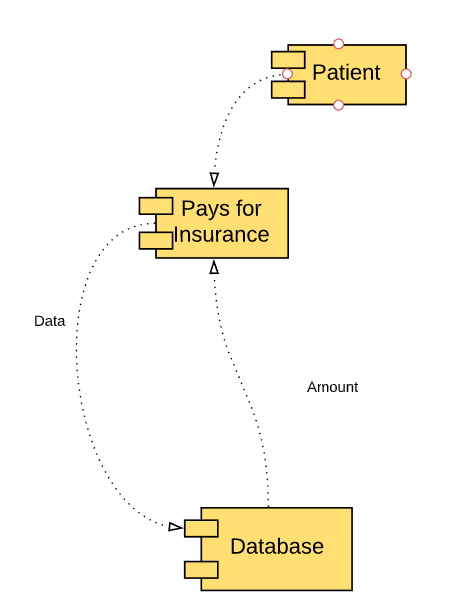 Patient
Pays for
Insurance
Data
Amount
Database